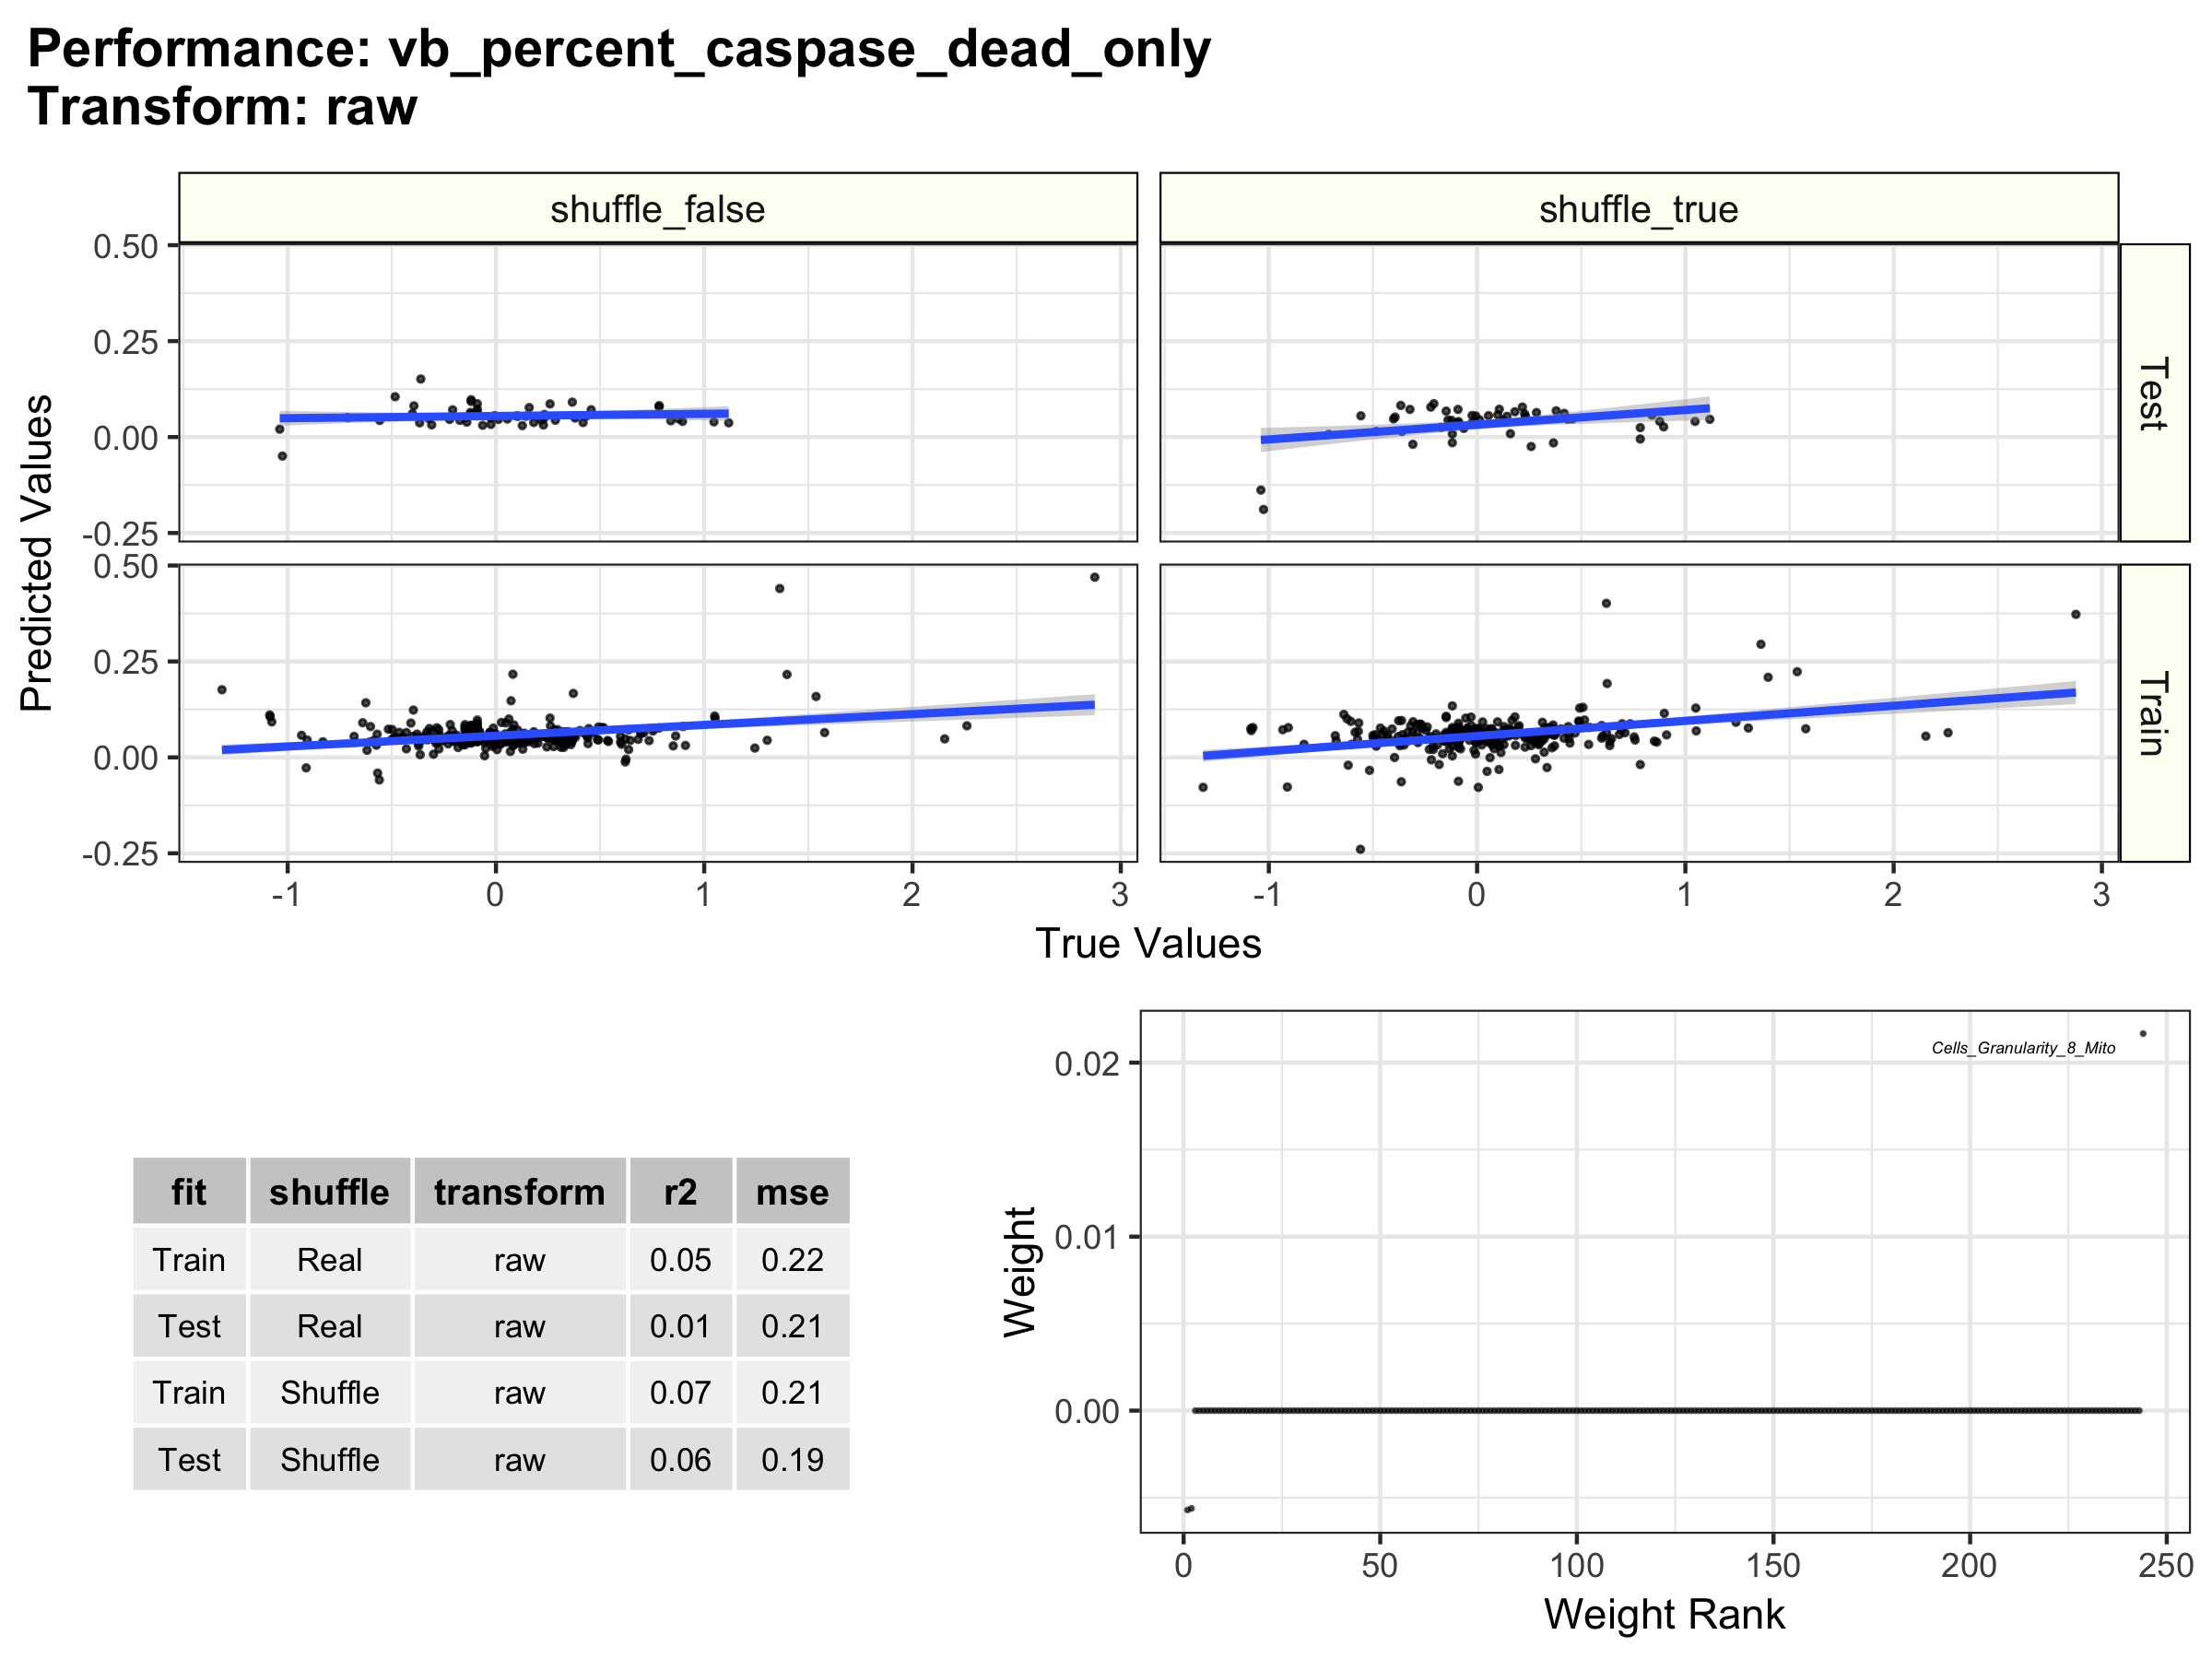 Performance: vb_percent_caspase_dead_only
Transform: raw
shuffle_false
shuffle_true
0.50
0.25
0.00
-0.25
Test
0.50
0.25
0.00
-0.25
Train
Predicted Values
-1 0 1 2 3
-1 0 1 2 3
True Values
fit shuffle transform r2 mse
Train Real raw 0.05 0.22
Test Real raw 0.01 0.21
Train Shuffle raw 0.07 0.21
Test Shuffle raw 0.06 0.19
Cells_Granularity_8_Mito
0.02
0.01
0.00
Weight
0 50 100 150 200 250
Weight Rank